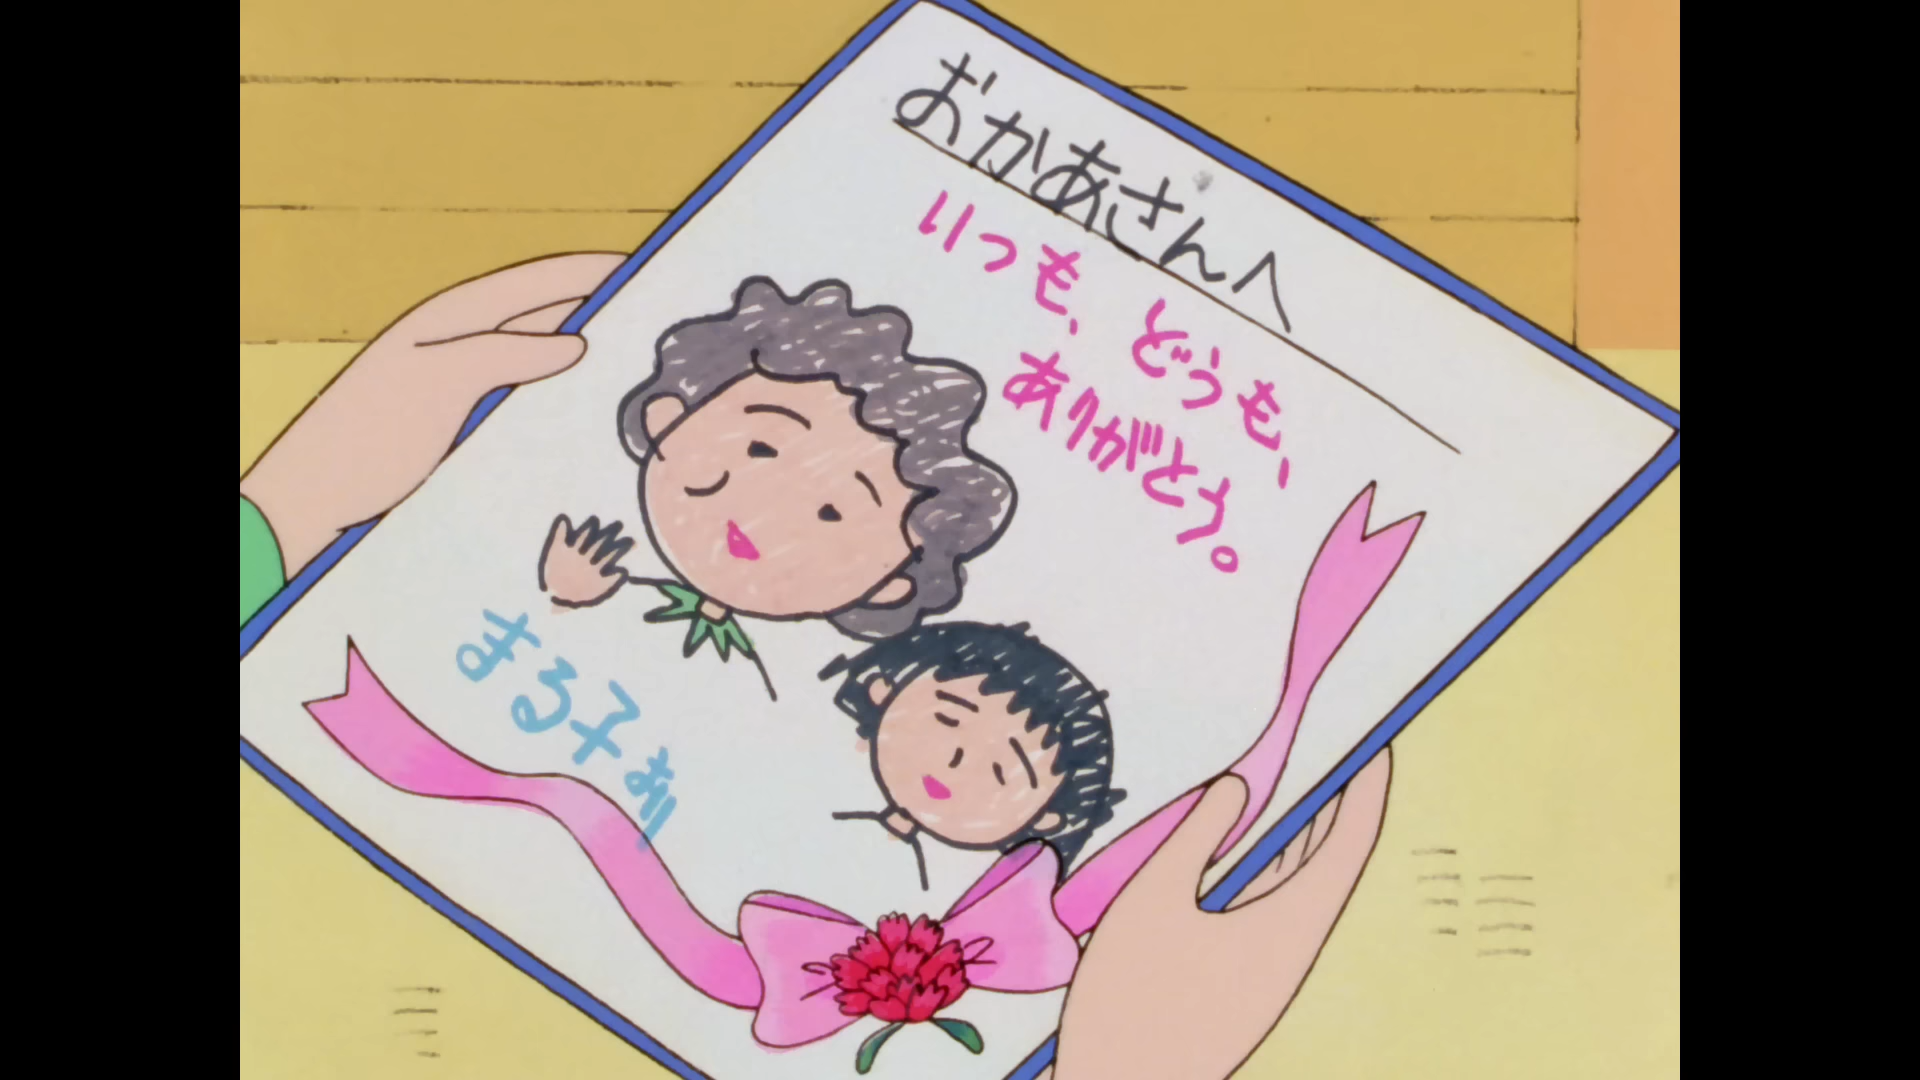 おかあさんへ
いつも、どうも、
ありがとう。
まる子より